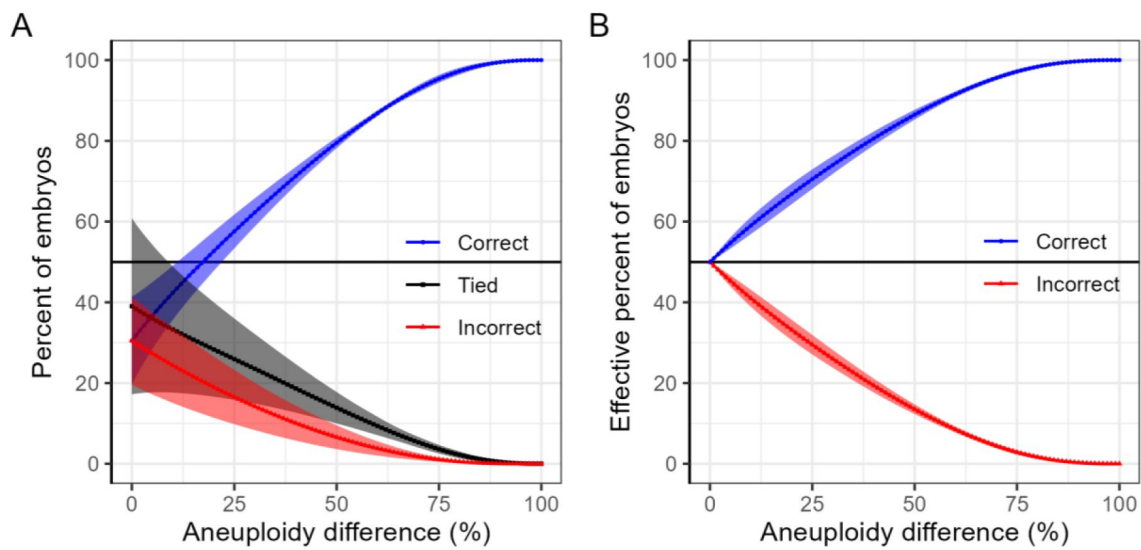 A
Percent of embryos
100
80
60
40
20
0
Correct
Tied
Incorrect
0 25 50 75 100
Aneuploidy difference (%)
B
Effective percent of embryos
100
80
60
40
20
0
Correct
Incorrect
0 25 50 75 100
Aneuploidy difference (%)